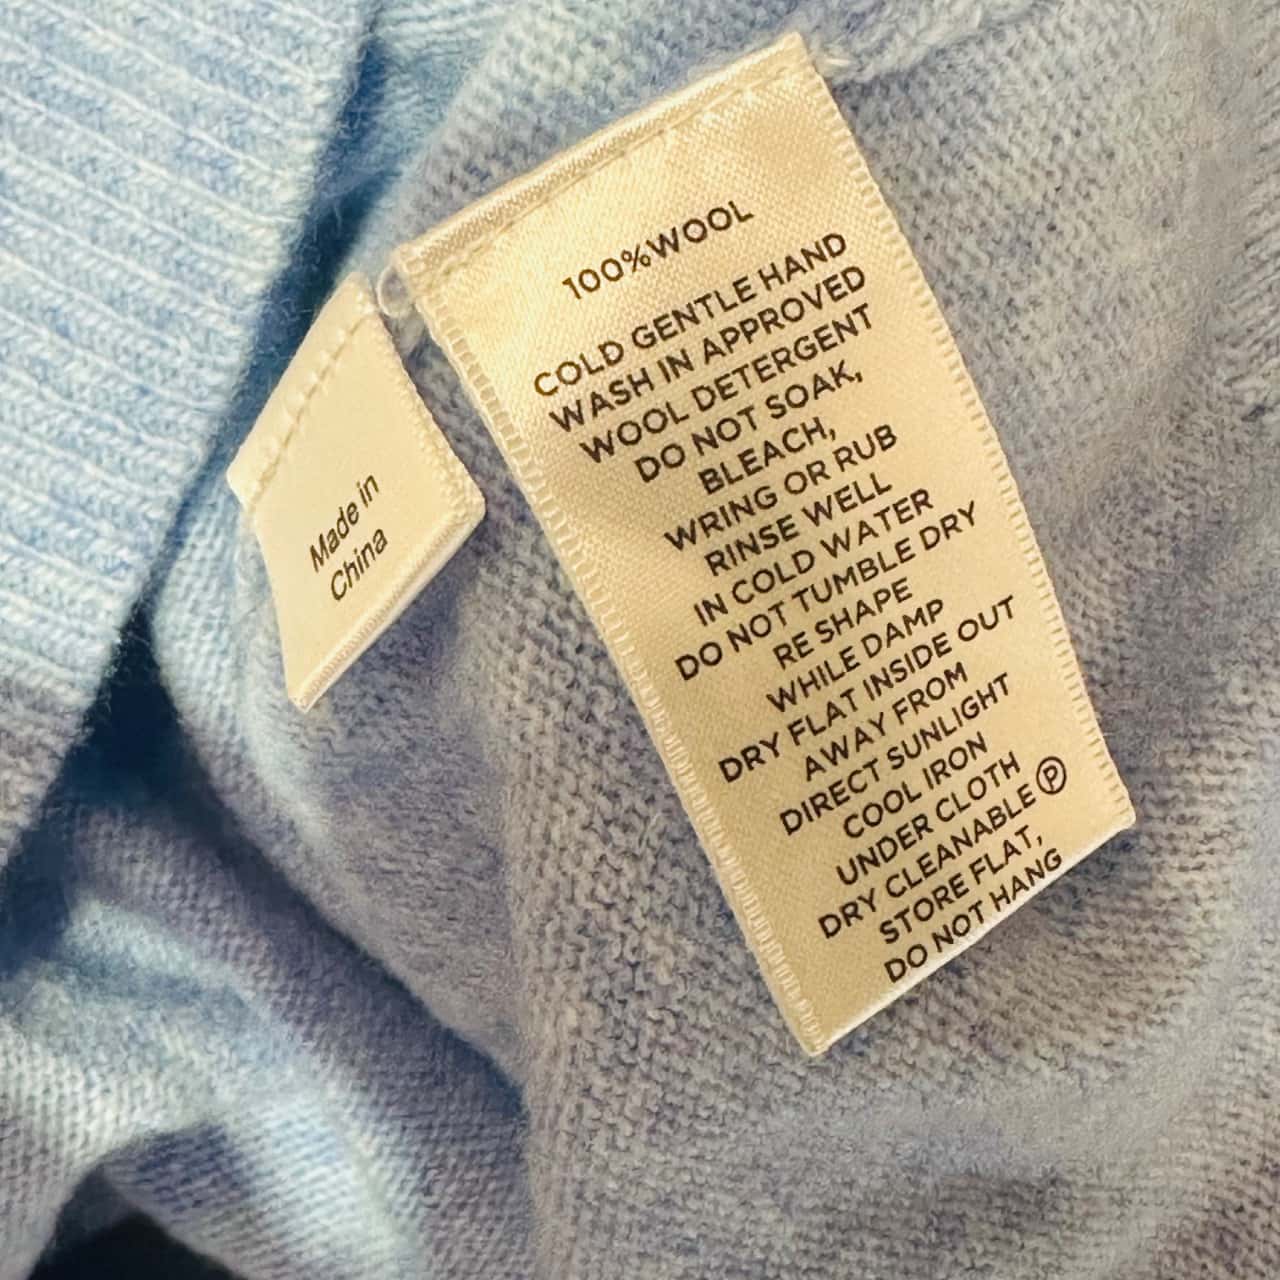 100%WOOL
COLD GENTLE HAND
WASH IN APPROVED
WOOL DETERGENT
DO NOT SOAK,
BLEACH,
WRING OR RUB
RINSE WELL
IN COLD WATER
DO NOT TUMBLE DRY
RE SHAPE
WHILE DAMP
DRY FLAT INSIDE OUT
AWAY FROM
DIRECT SUNLIGHT
COOL IRON
UNDER CLOTH
DRY CLEANABLE Ⓟ
STORE FLAT,
DO NOT HANG
Made in
China